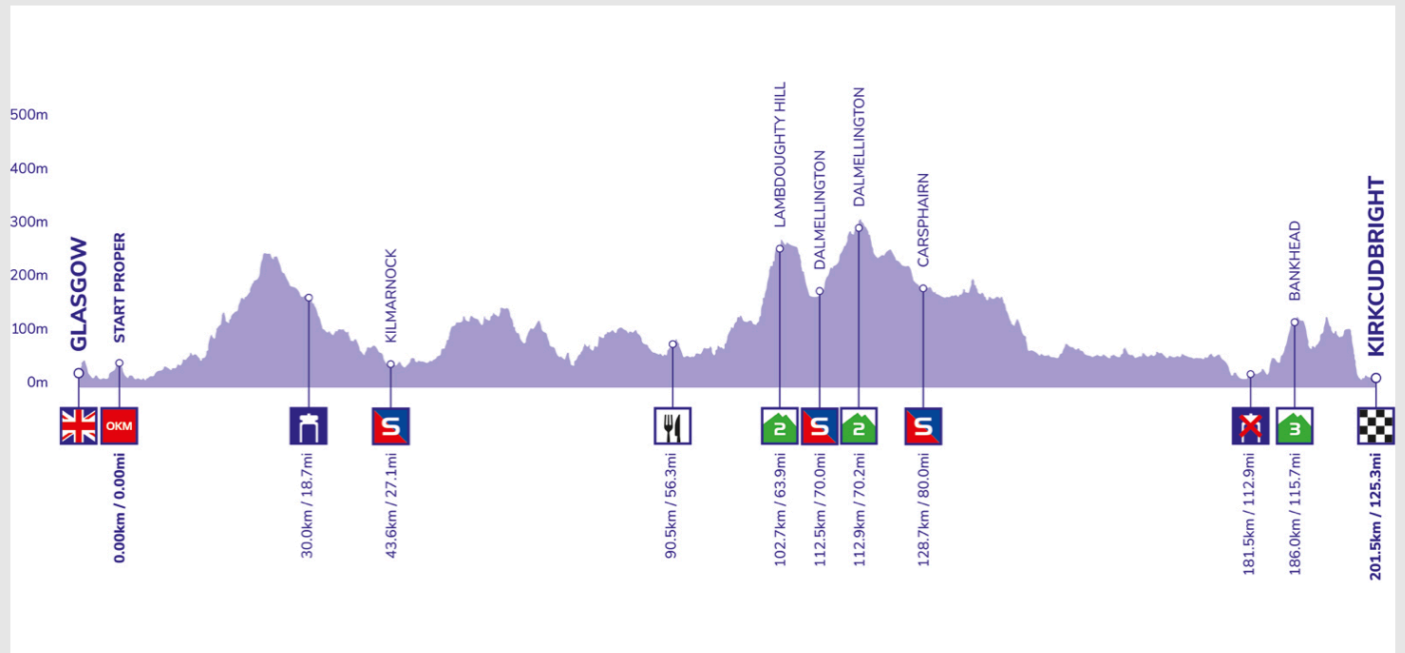 500m
400m
300m
200m
100m
0m
GLASGOW
START PROPER
KILMARNOCK
LAMBDOUGHTY HILL
DALMELLINGTON
DALMELLINGTON
CARSPHAIRN
BANKHEAD
KIRKCUDBRIGHT
0KM
S
2
S
2
S
3
0.00km / 0.00mi
30.0km / 18.7mi
43.6km / 27.1mi
90.5km / 56.3mi
102.7km / 63.9mi
112.5km / 70.0mi
112.9km / 70.2mi
128.7km / 80.0mi
181.5km / 112.9mi
186.0km / 115.7mi
201.5km / 125.3mi